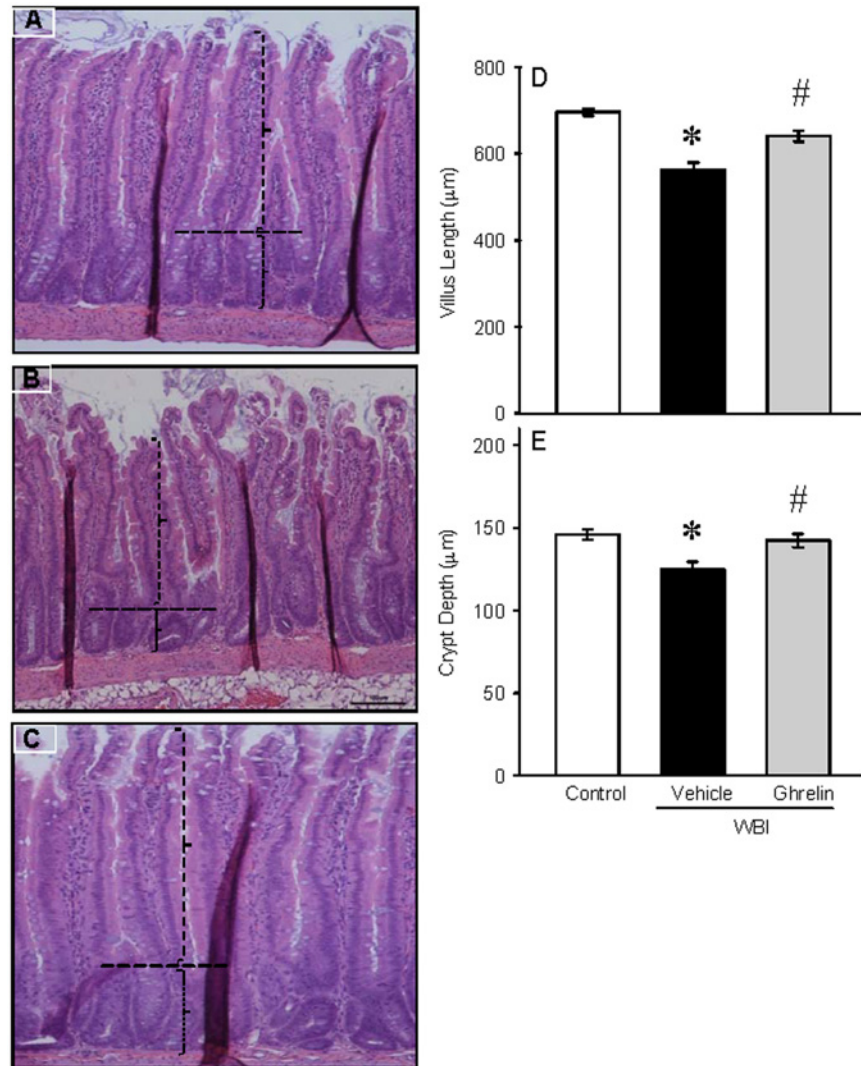 A
B
C
D
800
600
400
200
0
Villus Length (µm)
*
#
E
200
150
100
50
0
Crypt Depth (µm)
*
#
Control
Vehicle
Ghrelin
WBI